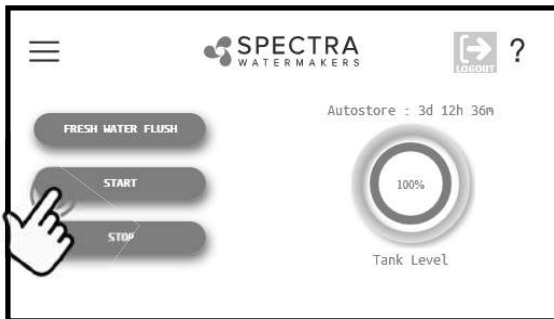 SPECTRA
WATERMAKERS
LOGOUT
?
FRESH WATER FLUSH
START
STOP
Autostore : 3d 12h 36m
100%
Tank Level